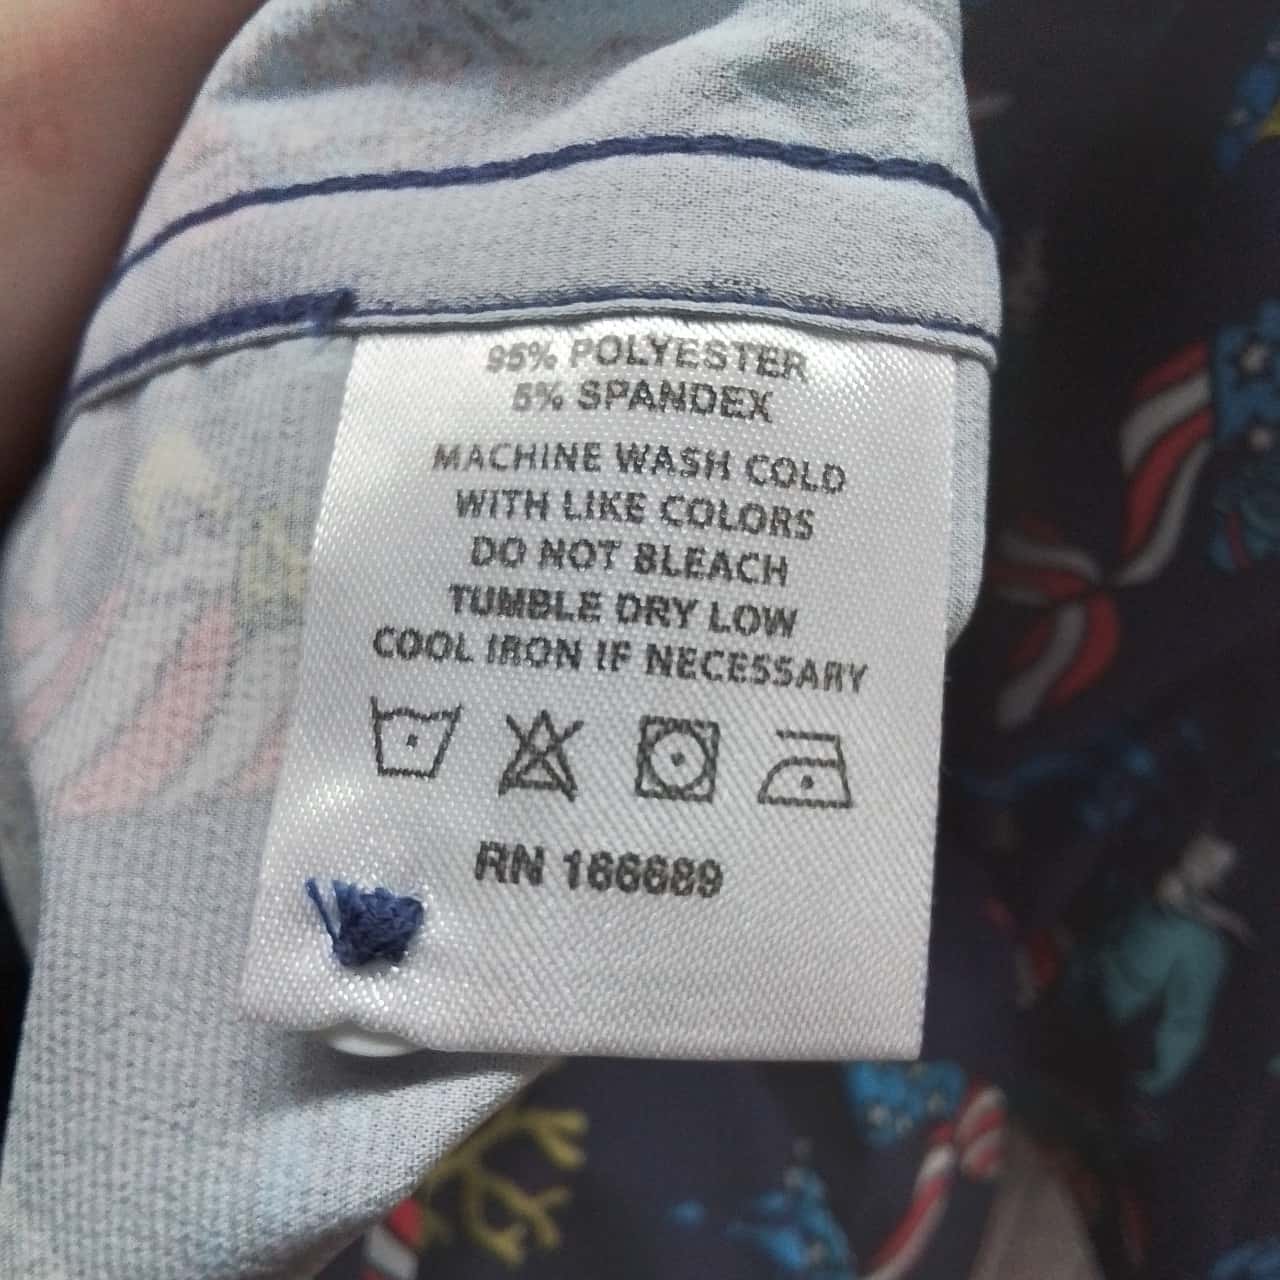 95% POLYESTER
5% SPANDEX
MACHINE WASH COLD
WITH LIKE COLORS
DO NOT BLEACH
TUMBLE DRY LOW
COOL IRON IF NECESSARY
RN 166689